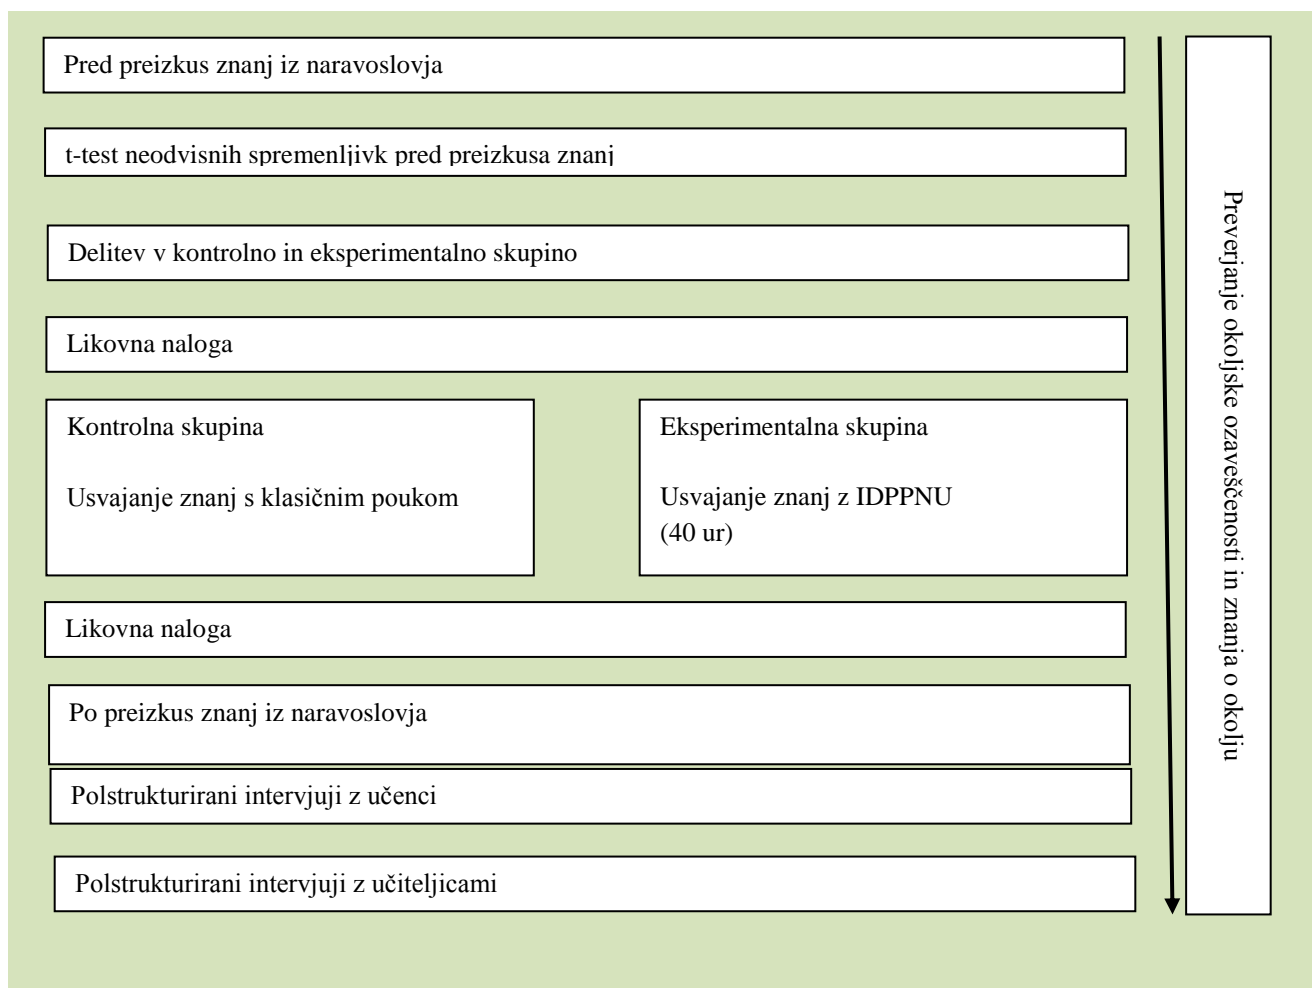 Pred preizkus znanj iz naravoslovja
t-test neodvisnih spremenljivk pred preizkusa znanj
Delitev v kontrolno in eksperimentalno skupino
Likovna naloga
Kontrolna skupina
Usvajanje znanj s klasičnim poukom
Eksperimentalna skupina
Usvajanje znanj z IDPPNU
(40 ur)
Likovna naloga
Po preizkus znanj iz naravoslovja
Polstrukturirani intervjuji z učenci
Polstrukturirani intervjuji z učiteljicami
Preverjanje okoljske ozaveščenosti in znanja o okolju